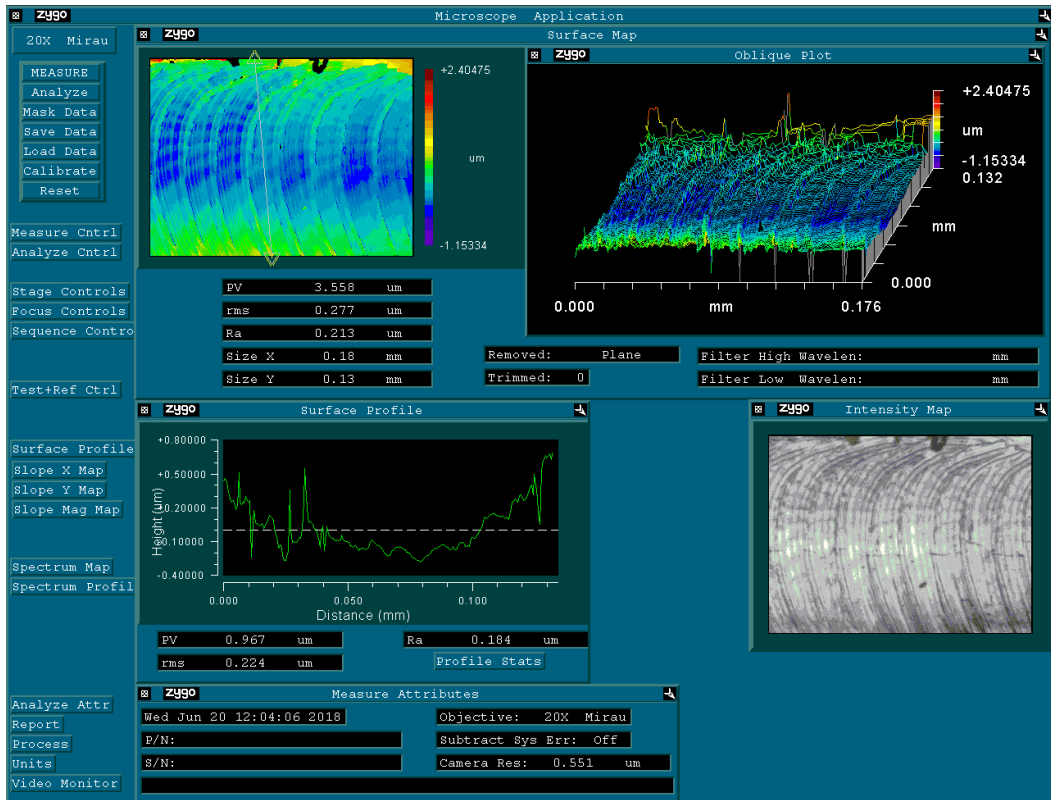 zygo Microscope Application
20X Mirau
MEASURE
Analyze
Mask Data
Save Data
Load Data
Calibrate
Reset
Measure Cntrl
Analyze Cntrl
Stage Controls
Focus Controls
Sequence Contro
Test+Ref Ctrl
Surface Profile
Slope X Map
Slope Y Map
Slope Mag Map
Spectrum Map
Spectrum Profil
Analyze Attr
Report
Process
Units
Video Monitor
zygo Surface Map
+2.40475
um
-1.15334
zygo Oblique Plot
+2.40475
um
-1.15334
0.132
mm
0.000
0.000 mm 0.176
PV 3.558 um
rms 0.277 um
Ra 0.213 um
Size X 0.18 mm
Size Y 0.13 mm
Removed: Plane
Trimmed: 0
Filter High Wavelen: mm
Filter Low Wavelen: mm
zygo Surface Profile
+0.80000
+0.50000
+0.20000
-0.10000
-0.40000
Height (um)
0.000 0.050 0.100
Distance (mm)
PV 0.967 um
rms 0.224 um
Ra 0.184 um
Profile Stats
zygo Intensity Map
zygo Measure Attributes
Wed Jun 20 12:04:06 2018
P/N:
S/N:
Objective: 20X Mirau
Subtract Sys Err: Off
Camera Res: 0.551 um